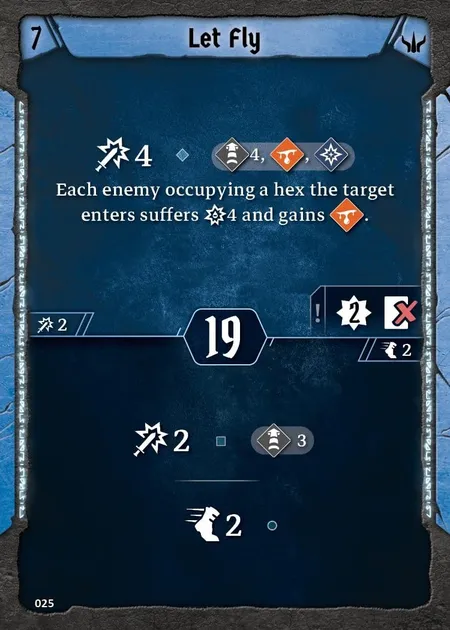 7 Let Fly
4 4, ,
Each enemy occupying a hex the target
enters suffers 4 and gains .
2 19 ! 2
2
2 3
2
025